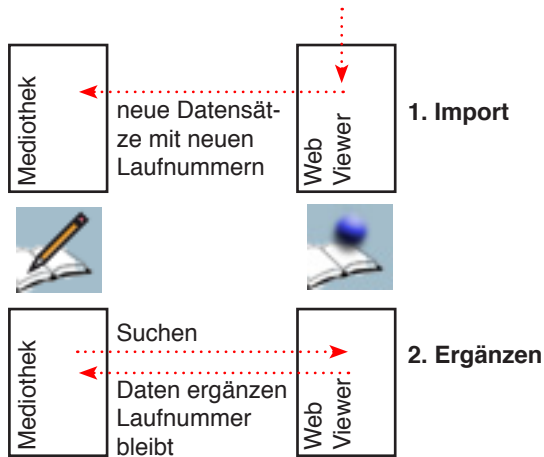 Mediothek
neue Datensät-
ze mit neuen
Laufnummern
Web
Viewer
1. Import
Mediothek
Suchen
Daten ergänzen
Laufnummer
bleibt
Web
Viewer
2. Ergänzen